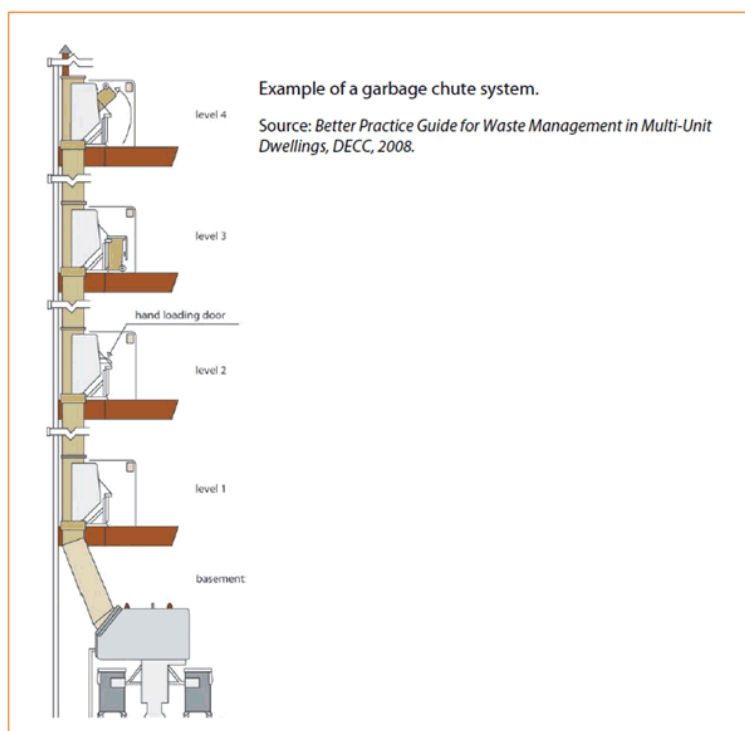 Example of a garbage chute system.
Source: Better Practice Guide for Waste Management in Multi-Unit
Dwellings, DECC, 2008.
level 4
level 3
hand loading door
level 2
level 1
basement